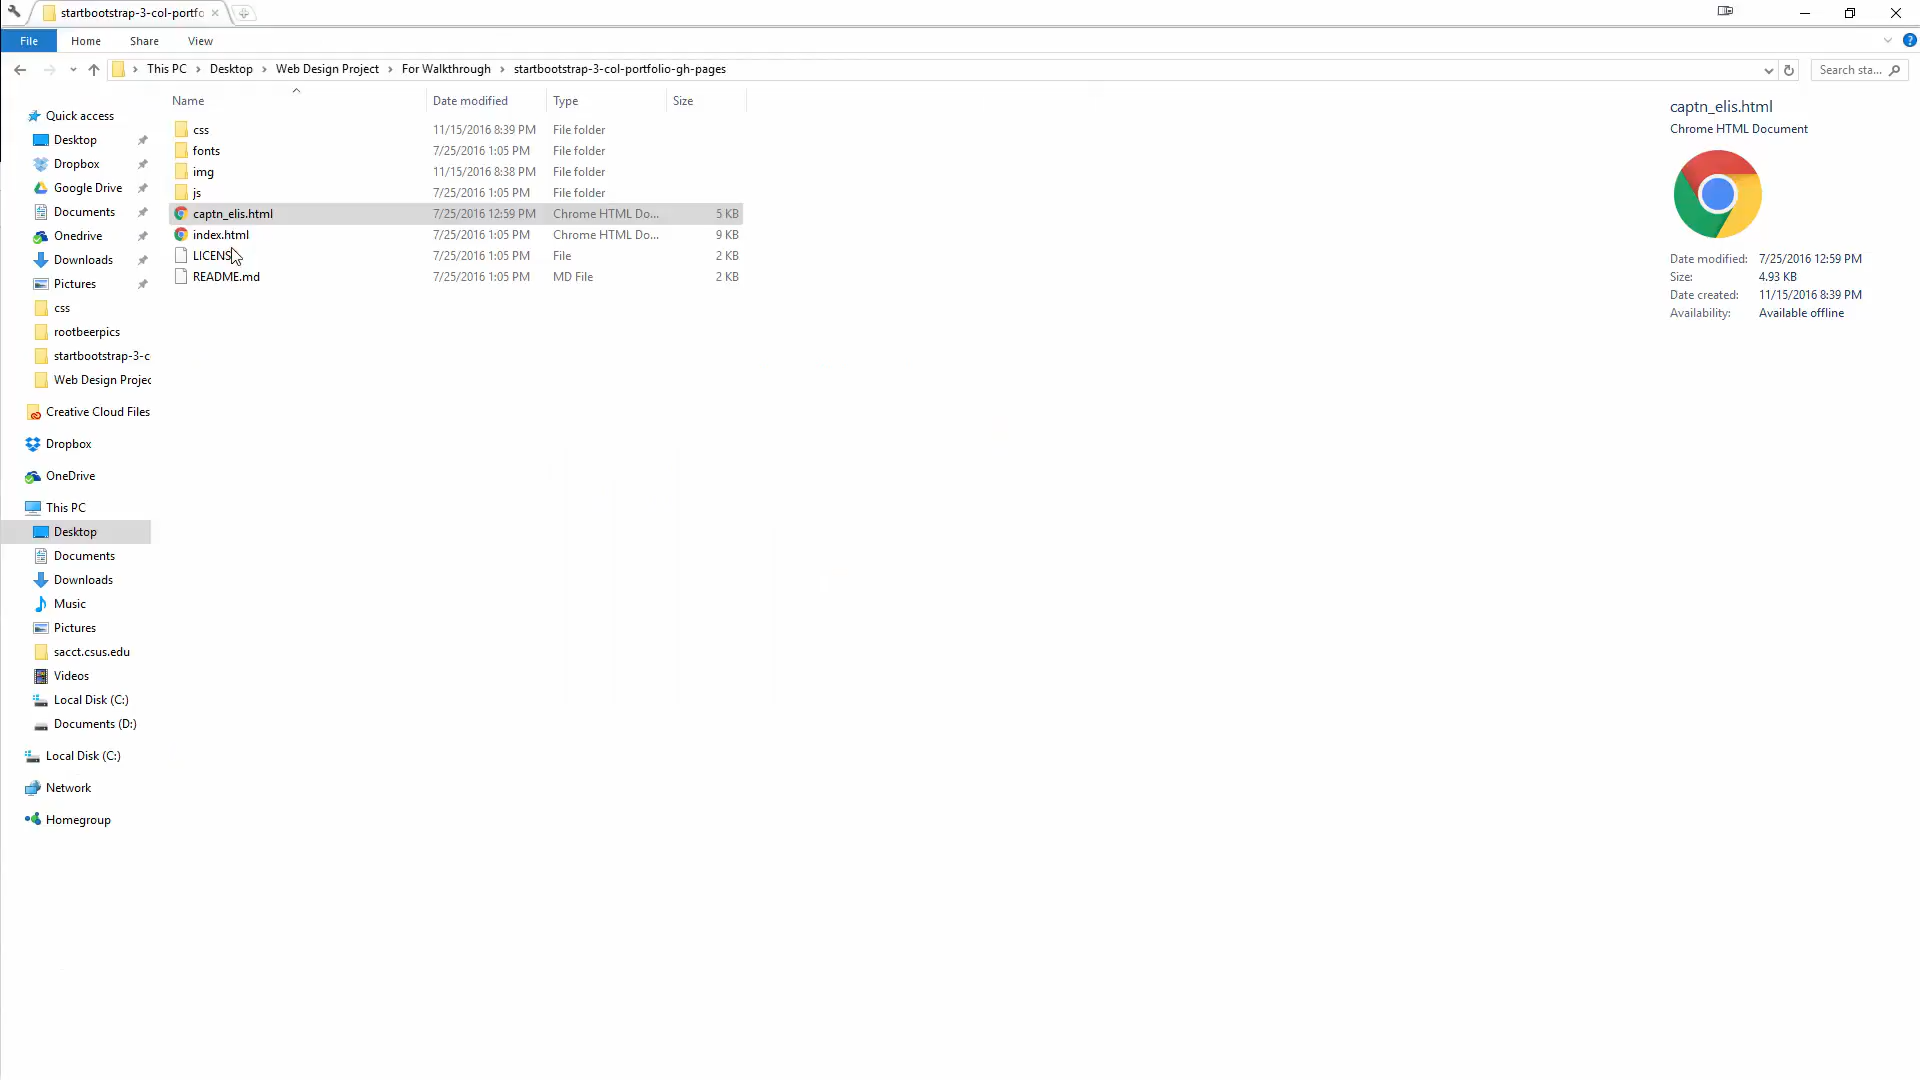 startbootstrap-3-col-portfo
File Home Share View
This PC Desktop Web Design Project For Walkthrough startbootstrap-3-col-portfolio-gh-pages
Search sta...
Name Date modified Type Size
css 11/15/2016 8:39 PM File folder
fonts 7/25/2016 1:05 PM File folder
img 11/15/2016 8:38 PM File folder
js 7/25/2016 1:05 PM File folder
captn_elis.html 7/25/2016 12:59 PM Chrome HTML Do... 5 KB
index.html 7/25/2016 1:05 PM Chrome HTML Do... 9 KB
LICENS 7/25/2016 1:05 PM File 2 KB
README.md 7/25/2016 1:05 PM MD File 2 KB
Quick access
Desktop
Dropbox
Google Drive
Documents
Onedrive
Downloads
Pictures
css
rootbeerpics
startbootstrap-3-c
Web Design Projec
Creative Cloud Files
Dropbox
OneDrive
This PC
Desktop
Documents
Downloads
Music
Pictures
sacct.csus.edu
Videos
Local Disk (C:)
Documents (D:)
Local Disk (C:)
Network
Homegroup
captn_elis.html
Chrome HTML Document
Date modified: 7/25/2016 12:59 PM
Size: 4.93 KB
Date created: 11/15/2016 8:39 PM
Availability: Available offline